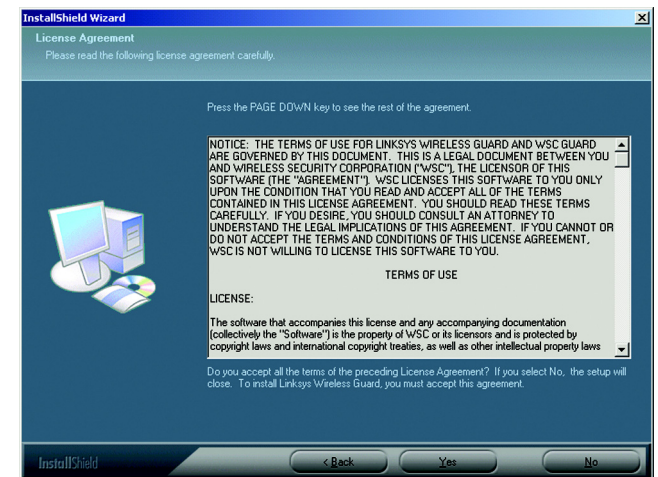 InstallShield Wizard
License Agreement
Please read the following license agreement carefully.
Press the PAGE DOWN key to see the rest of the agreement.
NOTICE: THE TERMS OF USE FOR LINKSYS WIRELESS GUARD AND WSC GUARD
ARE GOVERNED BY THIS DOCUMENT. THIS IS A LEGAL DOCUMENT BETWEEN YOU
AND WIRELESS SECURITY CORPORATION ("WSC"), THE LICENSOR OF THIS
SOFTWARE (THE "AGREEMENT"). WSC LICENSES THIS SOFTWARE TO YOU ONLY
UPON THE CONDITION THAT YOU READ AND ACCEPT ALL OF THE TERMS
CONTAINED IN THIS LICENSE AGREEMENT. YOU SHOULD READ THESE TERMS
CAREFULLY. IF YOU DESIRE, YOU SHOULD CONSULT AN ATTORNEY TO
UNDERSTAND THE LEGAL IMPLICATIONS OF THIS AGREEMENT. IF YOU CANNOT OR
DO NOT ACCEPT THE TERMS AND CONDITIONS OF THIS LICENSE AGREEMENT,
WSC IS NOT WILLING TO LICENSE THIS SOFTWARE TO YOU.
TERMS OF USE
LICENSE:
The software that accompanies this license and any accompanying documentation
(collectively the "Software") is the property of WSC or its licensors and is protected by
copyright laws and international copyright treaties, as well as other intellectual property laws
Do you accept all the terms of the preceding License Agreement? If you select No, the setup will
close. To install Linksys Wireless Guard, you must accept this agreement.
InstallShield
< Back
Yes
No